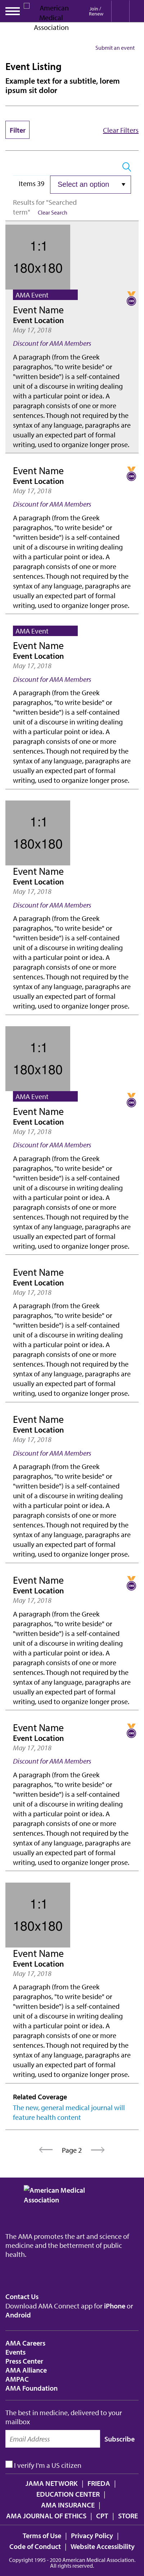 American
Medical
Association
Join /
Renew
Submit an event
Event Listing
Example text for a subtitle, lorem
ipsum sit dolor
Filter
Clear Filters
Items 39
Select an option
Results for "Searched
term"
Clear Search
1:1
180x180
AMA Event
Event Name
Event Location
May 17, 2018
Discount for AMA Members
A paragraph (from the Greek
paragraphos, "to write beside" or
"written beside") is a self-contained
unit of a discourse in writing dealing
with a particular point or idea. A
paragraph consists of one or more
sentences. Though not required by the
syntax of any language, paragraphs are
usually an expected part of formal
writing, used to organize longer prose.
Event Name
Event Location
May 17, 2018
Discount for AMA Members
A paragraph (from the Greek
paragraphos, "to write beside" or
"written beside") is a self-contained
unit of a discourse in writing dealing
with a particular point or idea. A
paragraph consists of one or more
sentences. Though not required by the
syntax of any language, paragraphs are
usually an expected part of formal
writing, used to organize longer prose.
AMA Event
Event Name
Event Location
May 17, 2018
Discount for AMA Members
A paragraph (from the Greek
paragraphos, "to write beside" or
"written beside") is a self-contained
unit of a discourse in writing dealing
with a particular point or idea. A
paragraph consists of one or more
sentences. Though not required by the
syntax of any language, paragraphs are
usually an expected part of formal
writing, used to organize longer prose.
1:1
180x180
Event Name
Event Location
May 17, 2018
Discount for AMA Members
A paragraph (from the Greek
paragraphos, "to write beside" or
"written beside") is a self-contained
unit of a discourse in writing dealing
with a particular point or idea. A
paragraph consists of one or more
sentences. Though not required by the
syntax of any language, paragraphs are
usually an expected part of formal
writing, used to organize longer prose.
1:1
180x180
AMA Event
Event Name
Event Location
May 17, 2018
Discount for AMA Members
A paragraph (from the Greek
paragraphos, "to write beside" or
"written beside") is a self-contained
unit of a discourse in writing dealing
with a particular point or idea. A
paragraph consists of one or more
sentences. Though not required by the
syntax of any language, paragraphs are
usually an expected part of formal
writing, used to organize longer prose.
Event Name
Event Location
May 17, 2018
A paragraph (from the Greek
paragraphos, "to write beside" or
"written beside") is a self-contained
unit of a discourse in writing dealing
with a particular point or idea. A
paragraph consists of one or more
sentences. Though not required by the
syntax of any language, paragraphs are
usually an expected part of formal
writing, used to organize longer prose.
Event Name
Event Location
May 17, 2018
Discount for AMA Members
A paragraph (from the Greek
paragraphos, "to write beside" or
"written beside") is a self-contained
unit of a discourse in writing dealing
with a particular point or idea. A
paragraph consists of one or more
sentences. Though not required by the
syntax of any language, paragraphs are
usually an expected part of formal
writing, used to organize longer prose.
Event Name
Event Location
May 17, 2018
A paragraph (from the Greek
paragraphos, "to write beside" or
"written beside") is a self-contained
unit of a discourse in writing dealing
with a particular point or idea. A
paragraph consists of one or more
sentences. Though not required by the
syntax of any language, paragraphs are
usually an expected part of formal
writing, used to organize longer prose.
Event Name
Event Location
May 17, 2018
Discount for AMA Members
A paragraph (from the Greek
paragraphos, "to write beside" or
"written beside") is a self-contained
unit of a discourse in writing dealing
with a particular point or idea. A
paragraph consists of one or more
sentences. Though not required by the
syntax of any language, paragraphs are
usually an expected part of formal
writing, used to organize longer prose.
1:1
180x180
Event Name
Event Location
May 17, 2018
A paragraph (from the Greek
paragraphos, "to write beside" or
"written beside") is a self-contained
unit of a discourse in writing dealing
with a particular point or idea. A
paragraph consists of one or more
sentences. Though not required by the
syntax of any language, paragraphs are
usually an expected part of formal
writing, used to organize longer prose.
Related Coverage
The new, general medical journal will
feature health content
Page 2
American Medical
Association
The AMA promotes the art and science of
medicine and the betterment of public
health.
Contact Us
Download AMA Connect app for iPhone or
Android
AMA Careers
Events
Press Center
AMA Alliance
AMPAC
AMA Foundation
The best in medicine, delivered to your
mailbox
Email Address
Subscribe
I verify I'm a US citizen
JAMA NETWORK | FRIEDA |
EDUCATION CENTER |
AMA INSURANCE |
AMA JOURNAL OF ETHICS | CPT | STORE
Terms of Use | Privacy Policy |
Code of Conduct | Website Accessibility
Copyright 1995 - 2020 American Medical Association.
All rights reserved.